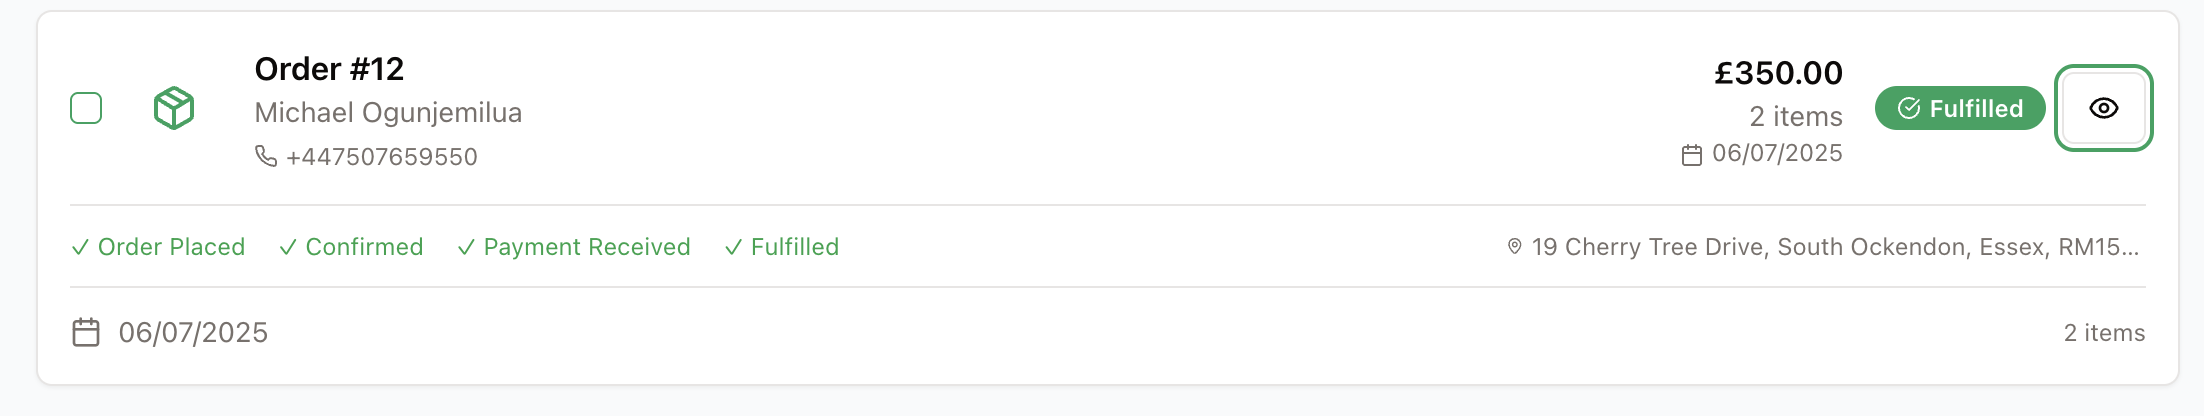 Order #12
Michael Ogunjemilua
+447507659550
£350.00
2 items
06/07/2025
Fulfilled
Order Placed
Confirmed
Payment Received
Fulfilled
19 Cherry Tree Drive, South Ockendon, Essex, RM15...
06/07/2025
2 items